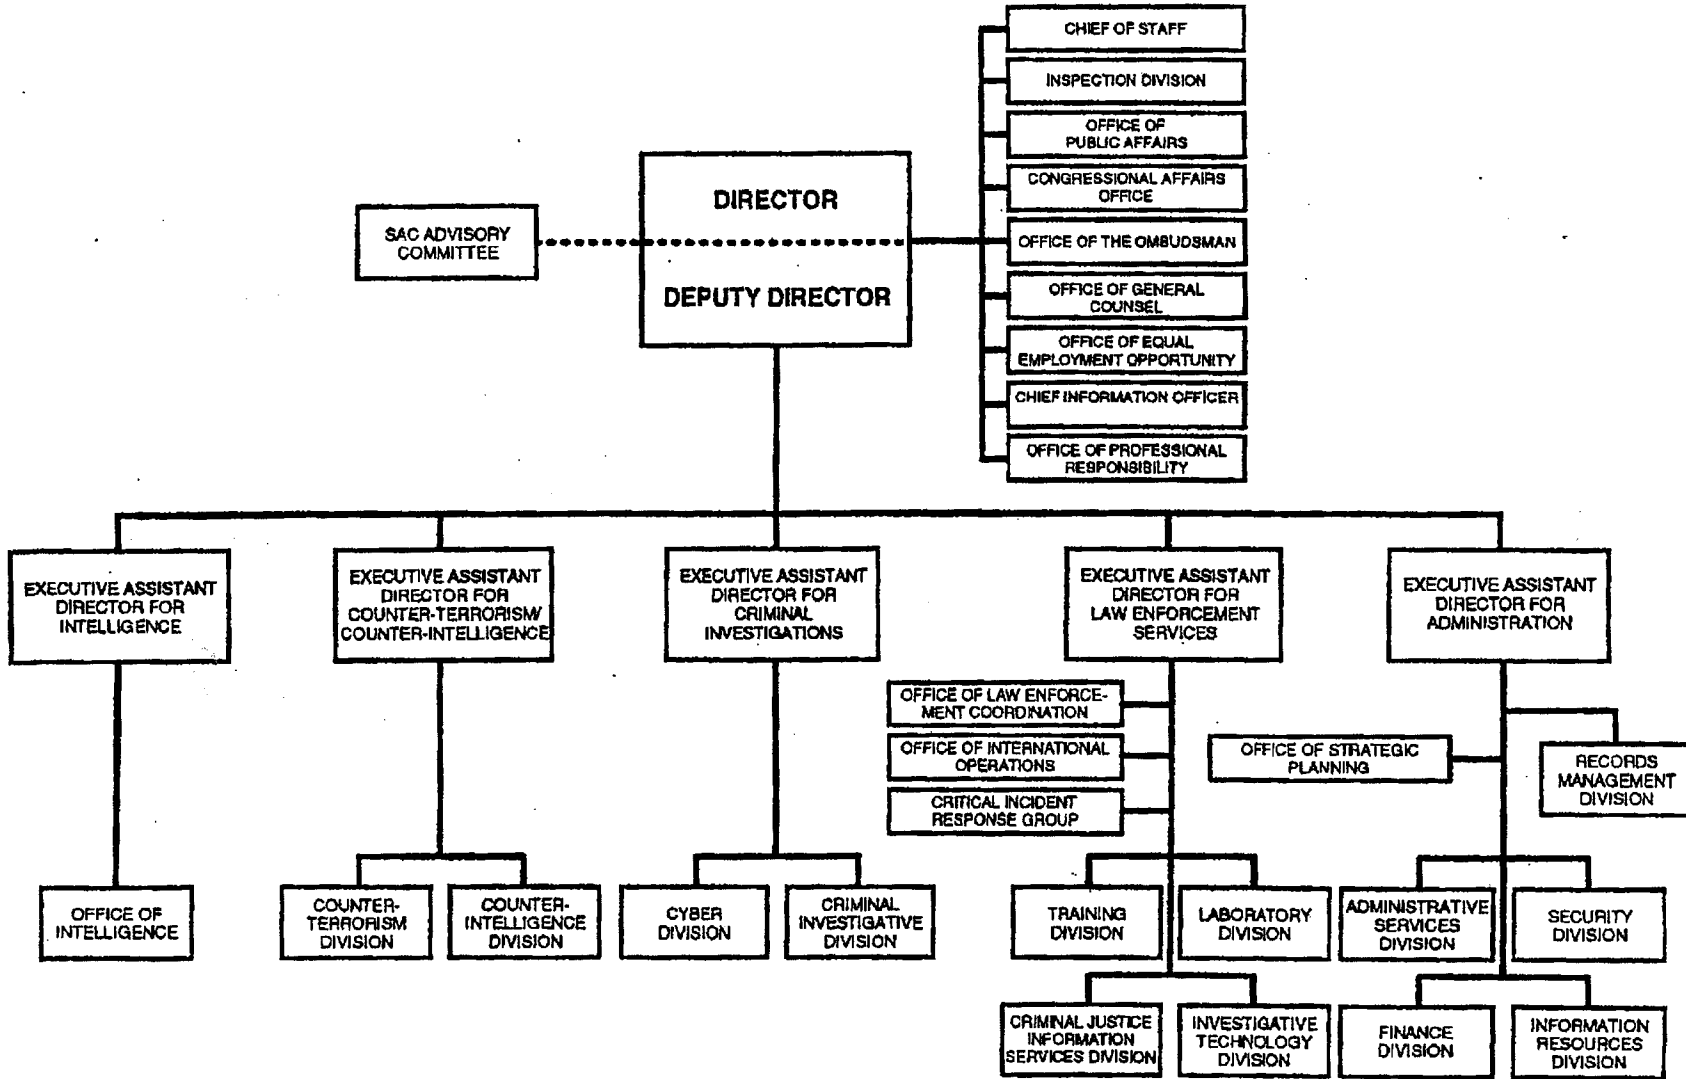 CHIEF OF STAFF
INSPECTION DIVISION
OFFICE OF
PUBLIC AFFAIRS
CONGRESSIONAL AFFAIRS
OFFICE
OFFICE OF THE OMBUDSMAN
OFFICE OF GENERAL
COUNSEL
OFFICE OF EQUAL
EMPLOYMENT OPPORTUNITY
CHIEF INFORMATION OFFICER
OFFICE OF PROFESSIONAL
RESPONSIBILITY
DIRECTOR
DEPUTY DIRECTOR
SAC ADVISORY
COMMITTEE
EXECUTIVE ASSISTANT
DIRECTOR FOR
INTELLIGENCE
EXECUTIVE ASSISTANT
DIRECTOR FOR
COUNTER-TERRORISM/
COUNTER-INTELLIGENCE
EXECUTIVE ASSISTANT
DIRECTOR FOR
CRIMINAL
INVESTIGATIONS
EXECUTIVE ASSISTANT
DIRECTOR FOR
LAW ENFORCEMENT
SERVICES
EXECUTIVE ASSISTANT
DIRECTOR FOR
ADMINISTRATION
OFFICE OF LAW ENFORCE-
MENT COORDINATION
OFFICE OF INTERNATIONAL
OPERATIONS
CRITICAL INCIDENT
RESPONSE GROUP
OFFICE OF STRATEGIC
PLANNING
RECORDS
MANAGEMENT
DIVISION
OFFICE OF
INTELLIGENCE
COUNTER-
TERRORISM
DIVISION
COUNTER-
INTELLIGENCE
DIVISION
CYBER
DIVISION
CRIMINAL
INVESTIGATIVE
DIVISION
TRAINING
DIVISION
LABORATORY
DIVISION
ADMINISTRATIVE
SERVICES
DIVISION
SECURITY
DIVISION
CRIMINAL JUSTICE
INFORMATION
SERVICES DIVISION
INVESTIGATIVE
TECHNOLOGY
DIVISION
FINANCE
DIVISION
INFORMATION
RESOURCES
DIVISION